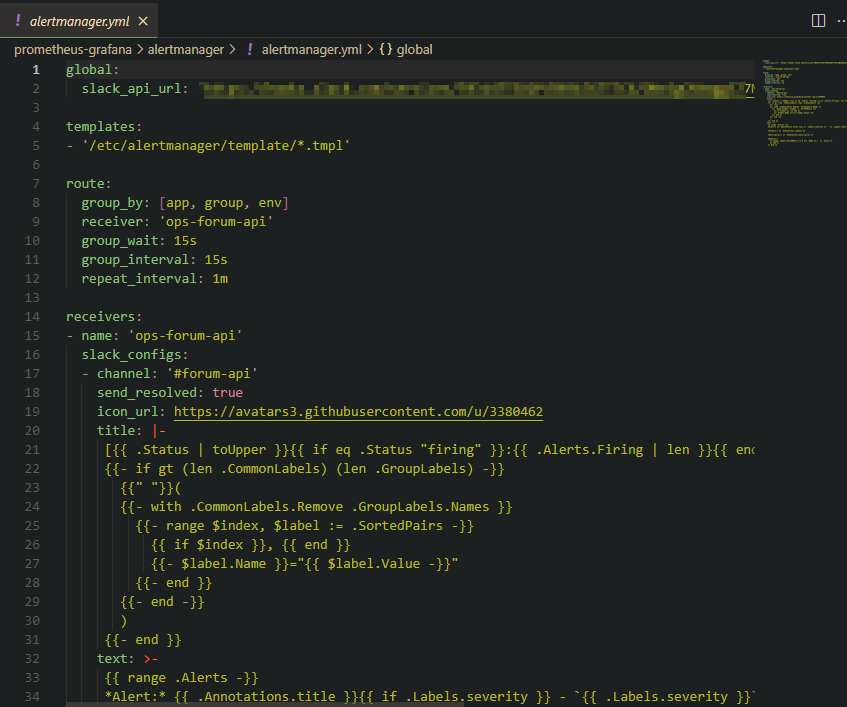 ! alertmanager.yml ×
prometheus-grafana > alertmanager > ! alertmanager.yml > {} global
1 global:
2   slack_api_url:
3
4 templates:
5 - '/etc/alertmanager/template/*.tmpl'
6
7 route:
8   group_by: [app, group, env]
9   receiver: 'ops-forum-api'
10   group_wait: 15s
11   group_interval: 15s
12   repeat_interval: 1m
13
14 receivers:
15 - name: 'ops-forum-api'
16   slack_configs:
17   - channel: '#forum-api'
18     send_resolved: true
19     icon_url: https://avatars3.githubusercontent.com/u/3380462
20     title: |-
21      [{{ .Status | toUpper }}{{ if eq .Status "firing" }}:{{ .Alerts.Firing | len }}{{ end
22      {{- if gt (len .CommonLabels) (len .GroupLabels) -}}
23        {{" "}}(
24        {{- with .CommonLabels.Remove .GroupLabels.Names }}
25          {{- range $index, $label := .SortedPairs -}}
26            {{ if $index }}, {{ end }}
27            {{- $label.Name }}="{{ $label.Value -}}"
28          {{- end }}
29        {{- end -}}
30        )
31      {{- end }}
32     text: >-
33      {{ range .Alerts -}}
34      *Alert:* {{ .Annotations.title }}{{ if .Labels.severity }} - `{{ .Labels.severity }}`